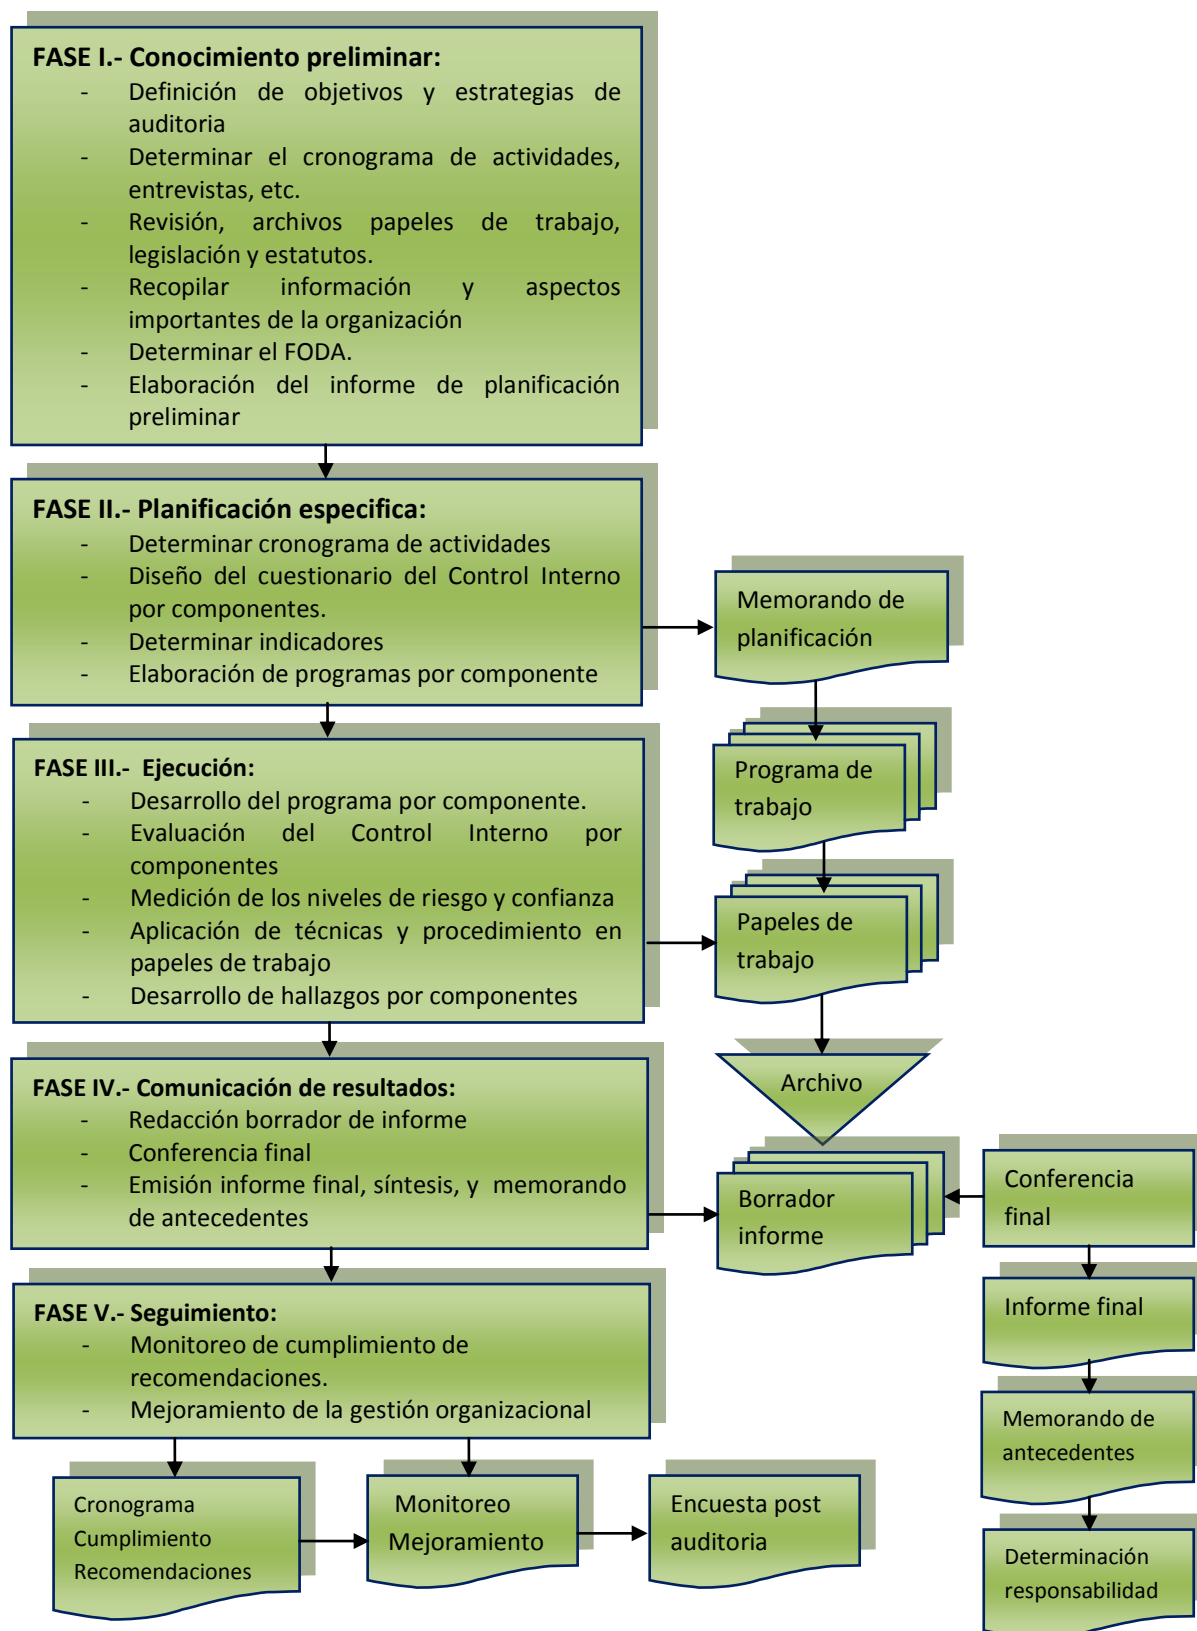 FASE I.- Conocimiento preliminar:
- Definición de objetivos y estrategias de
auditoria
- Determinar el cronograma de actividades,
entrevistas, etc.
- Revisión, archivos papeles de trabajo,
legislación y estatutos.
- Recopilar información y aspectos
importantes de la organización
- Determinar el FODA.
- Elaboración del informe de planificación
preliminar
FASE II.- Planificación especifica:
- Determinar cronograma de actividades
- Diseño del cuestionario del Control Interno
por componentes.
- Determinar indicadores
- Elaboración de programas por componente
Memorando de
planificación
FASE III.- Ejecución:
- Desarrollo del programa por componente.
- Evaluación del Control Interno por
componentes
- Medición de los niveles de riesgo y confianza
- Aplicación de técnicas y procedimiento en
papeles de trabajo
- Desarrollo de hallazgos por componentes
Programa de
trabajo
Papeles de
trabajo
Archivo
FASE IV.- Comunicación de resultados:
- Redacción borrador de informe
- Conferencia final
- Emisión informe final, síntesis, y memorando
de antecedentes
Borrador
informe
Conferencia
final
Informe final
Memorando de
antecedentes
Determinación
responsabilidad
FASE V.- Seguimiento:
- Monitoreo de cumplimiento de
recomendaciones.
- Mejoramiento de la gestión organizacional
Cronograma
Cumplimiento
Recomendaciones
Monitoreo
Mejoramiento
Encuesta post
auditoria